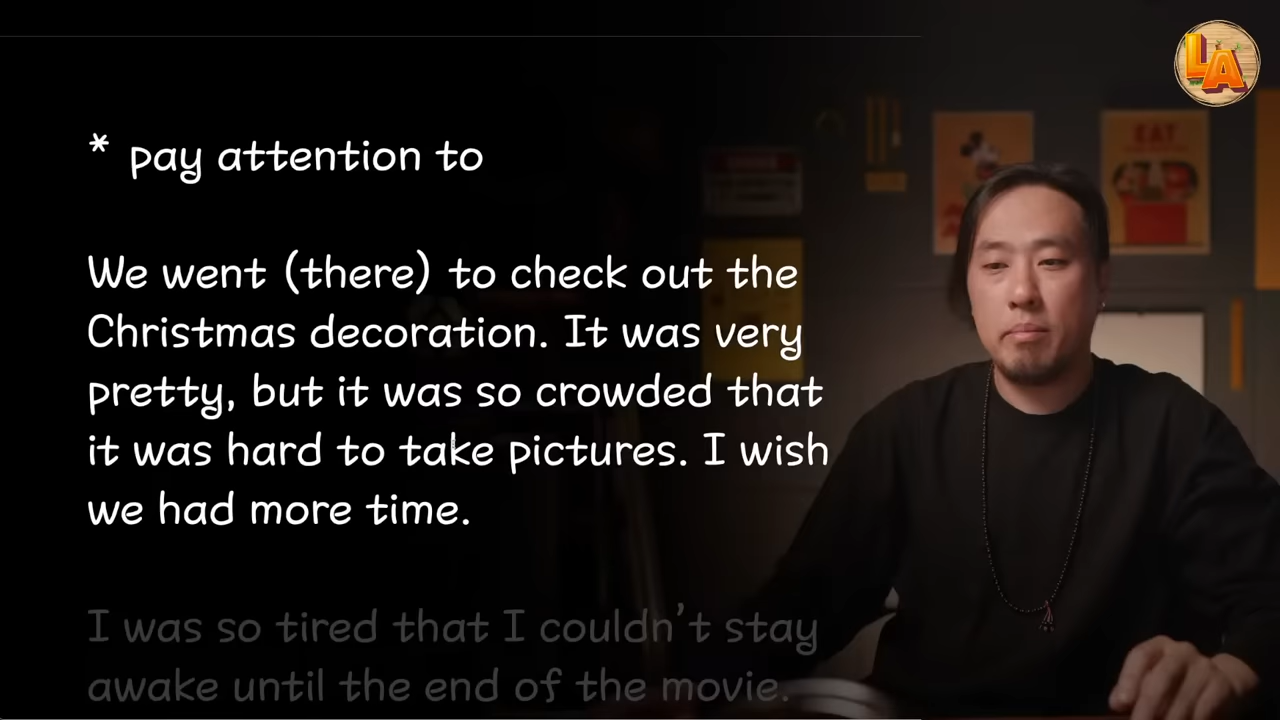 LA
* pay attention to
EAT
We went (there) to check out the
Christmas decoration. It was very
pretty, but it was so crowded that
it was hard to take pictures. I wish
we had more time.
I was so tired that I couldn't stay
awake until the end of the movie.